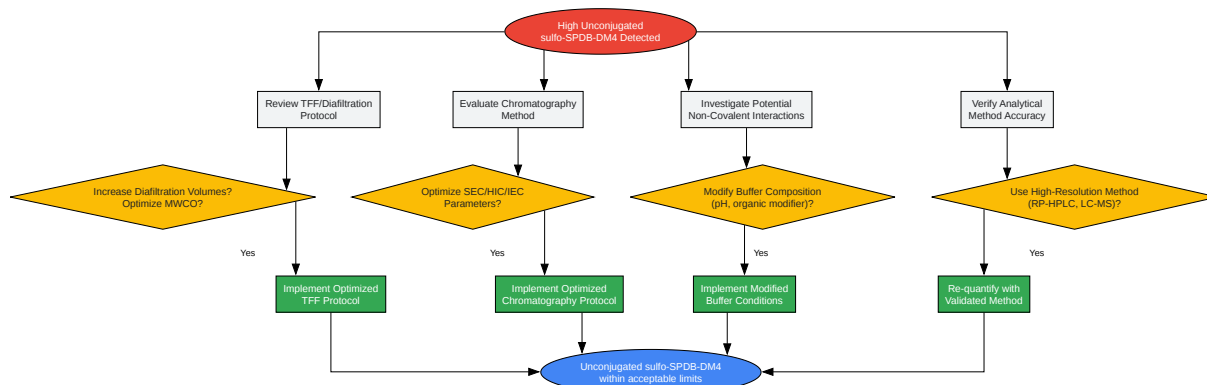 High Unconjugated
sulfo-SPDB-DM4 Detected
Review TFF/Diafiltration
Protocol
Evaluate Chromatography
Method
Investigate Potential
Non-Covalent Interactions
Verify Analytical
Method Accuracy
Increase Diafiltration Volumes?
Optimize MWCO?
Optimize SEC/HIC/IEC
Parameters?
Modify Buffer Composition
(pH, organic modifier)?
Use High-Resolution Method
(RP-HPLC, LC-MS)?
Yes
Yes
Yes
Yes
Implement Optimized
TFF Protocol
Implement Optimized
Chromatography Protocol
Implement Modified
Buffer Conditions
Re-quantify with
Validated Method
Unconjugated sulfo-SPDB-DM4
within acceptable limits